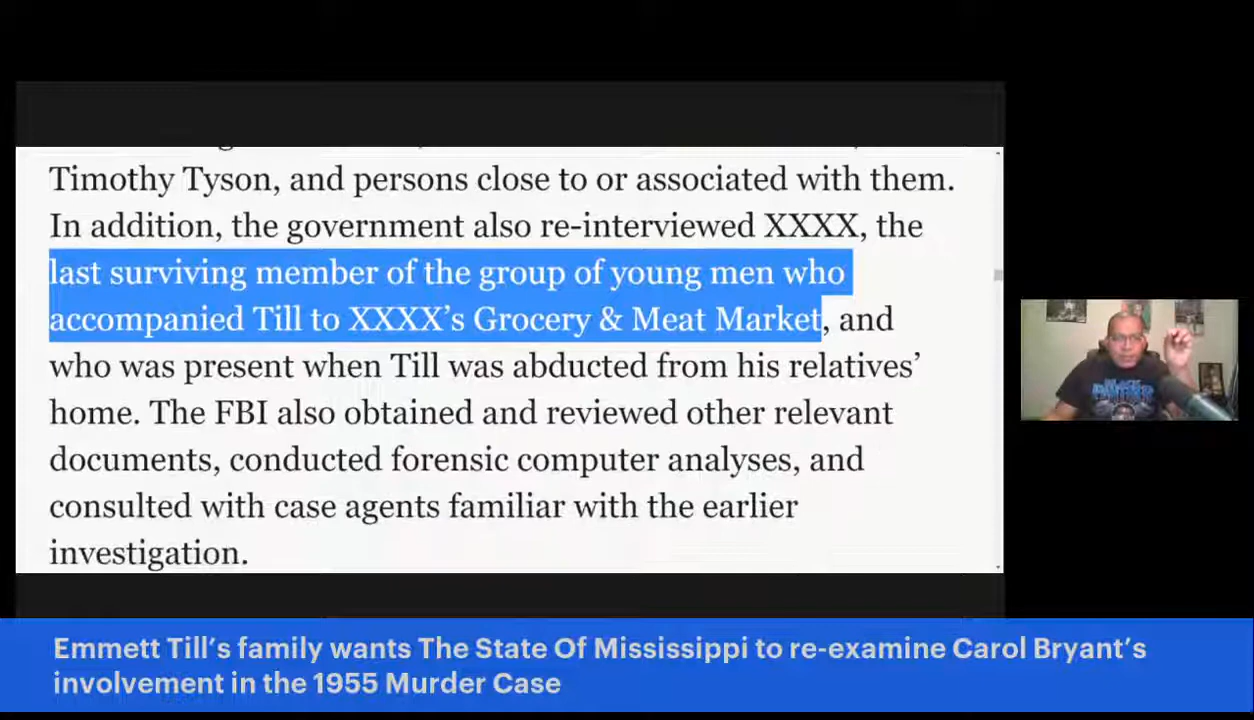 Timothy Tyson, and persons close to or associated with them.
In addition, the government also re-interviewed XXXX, the
last surviving member of the group of young men who
accompanied Till to XXXX’s Grocery & Meat Market, and
who was present when Till was abducted from his relatives’
home. The FBI also obtained and reviewed other relevant
documents, conducted forensic computer analyses, and
consulted with case agents familiar with the earlier
investigation.
BLACK
PANTHER
Emmett Till’s family wants The State Of Mississippi to re-examine Carol Bryant’s
involvement in the 1955 Murder Case